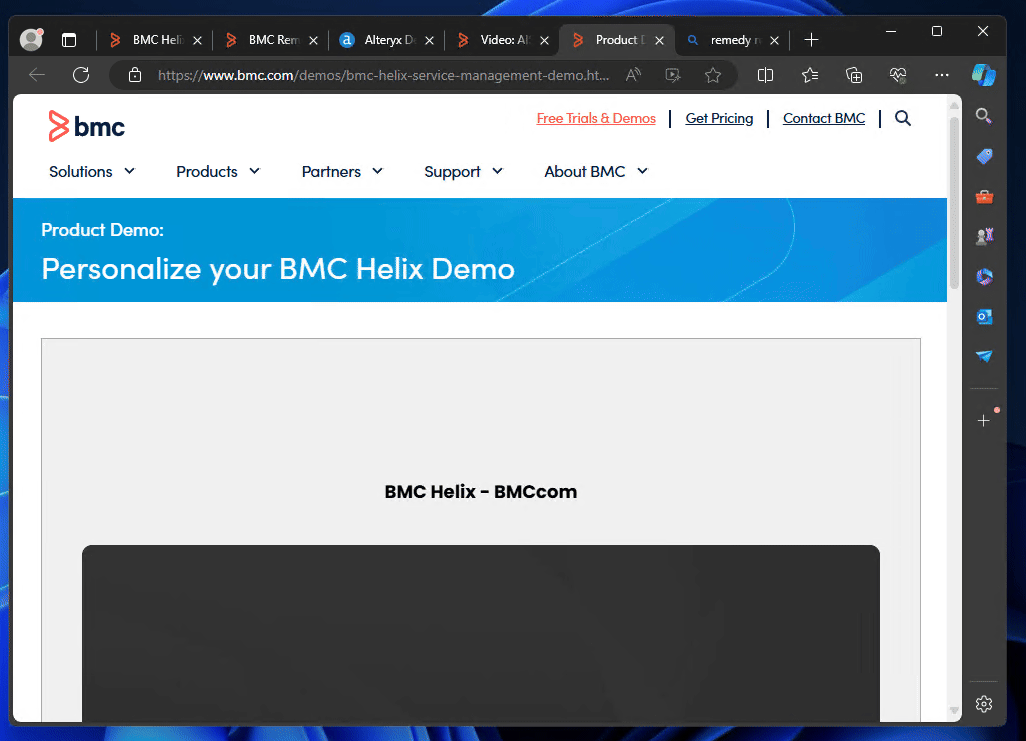 BMC Heli
BMC Rem
Alteryx D
Video: AI
Product D
remedy r
https://www.bmc.com/demos/bmc-helix-service-management-demo.ht...
bmc
Free Trials & Demos
Get Pricing
Contact BMC
Solutions
Products
Partners
Support
About BMC
Product Demo:
Personalize your BMC Helix Demo
BMC Helix - BMCcom